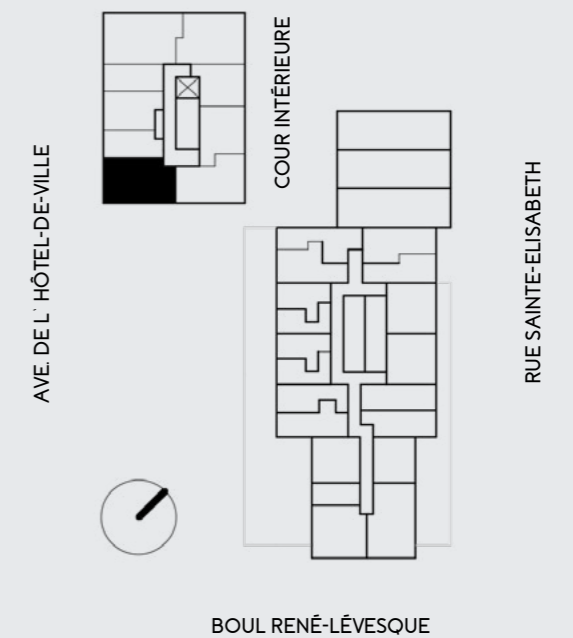 AVE. DE L' HÔTEL-DE-VILLE
COUR INTÉRIEURE
RUE SAINTE-ELISABETH
BOUL RENÉ-LÉVESQUE